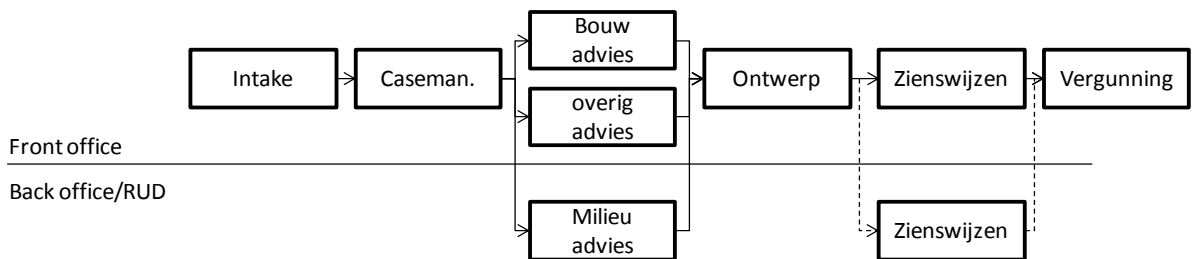 Intake
Caseman.
Bouw
advies
overig
advies
Ontwerp
Zienswijzen
Vergunning
Front office
Back office/RUD
Milieu
advies
Zienswijzen